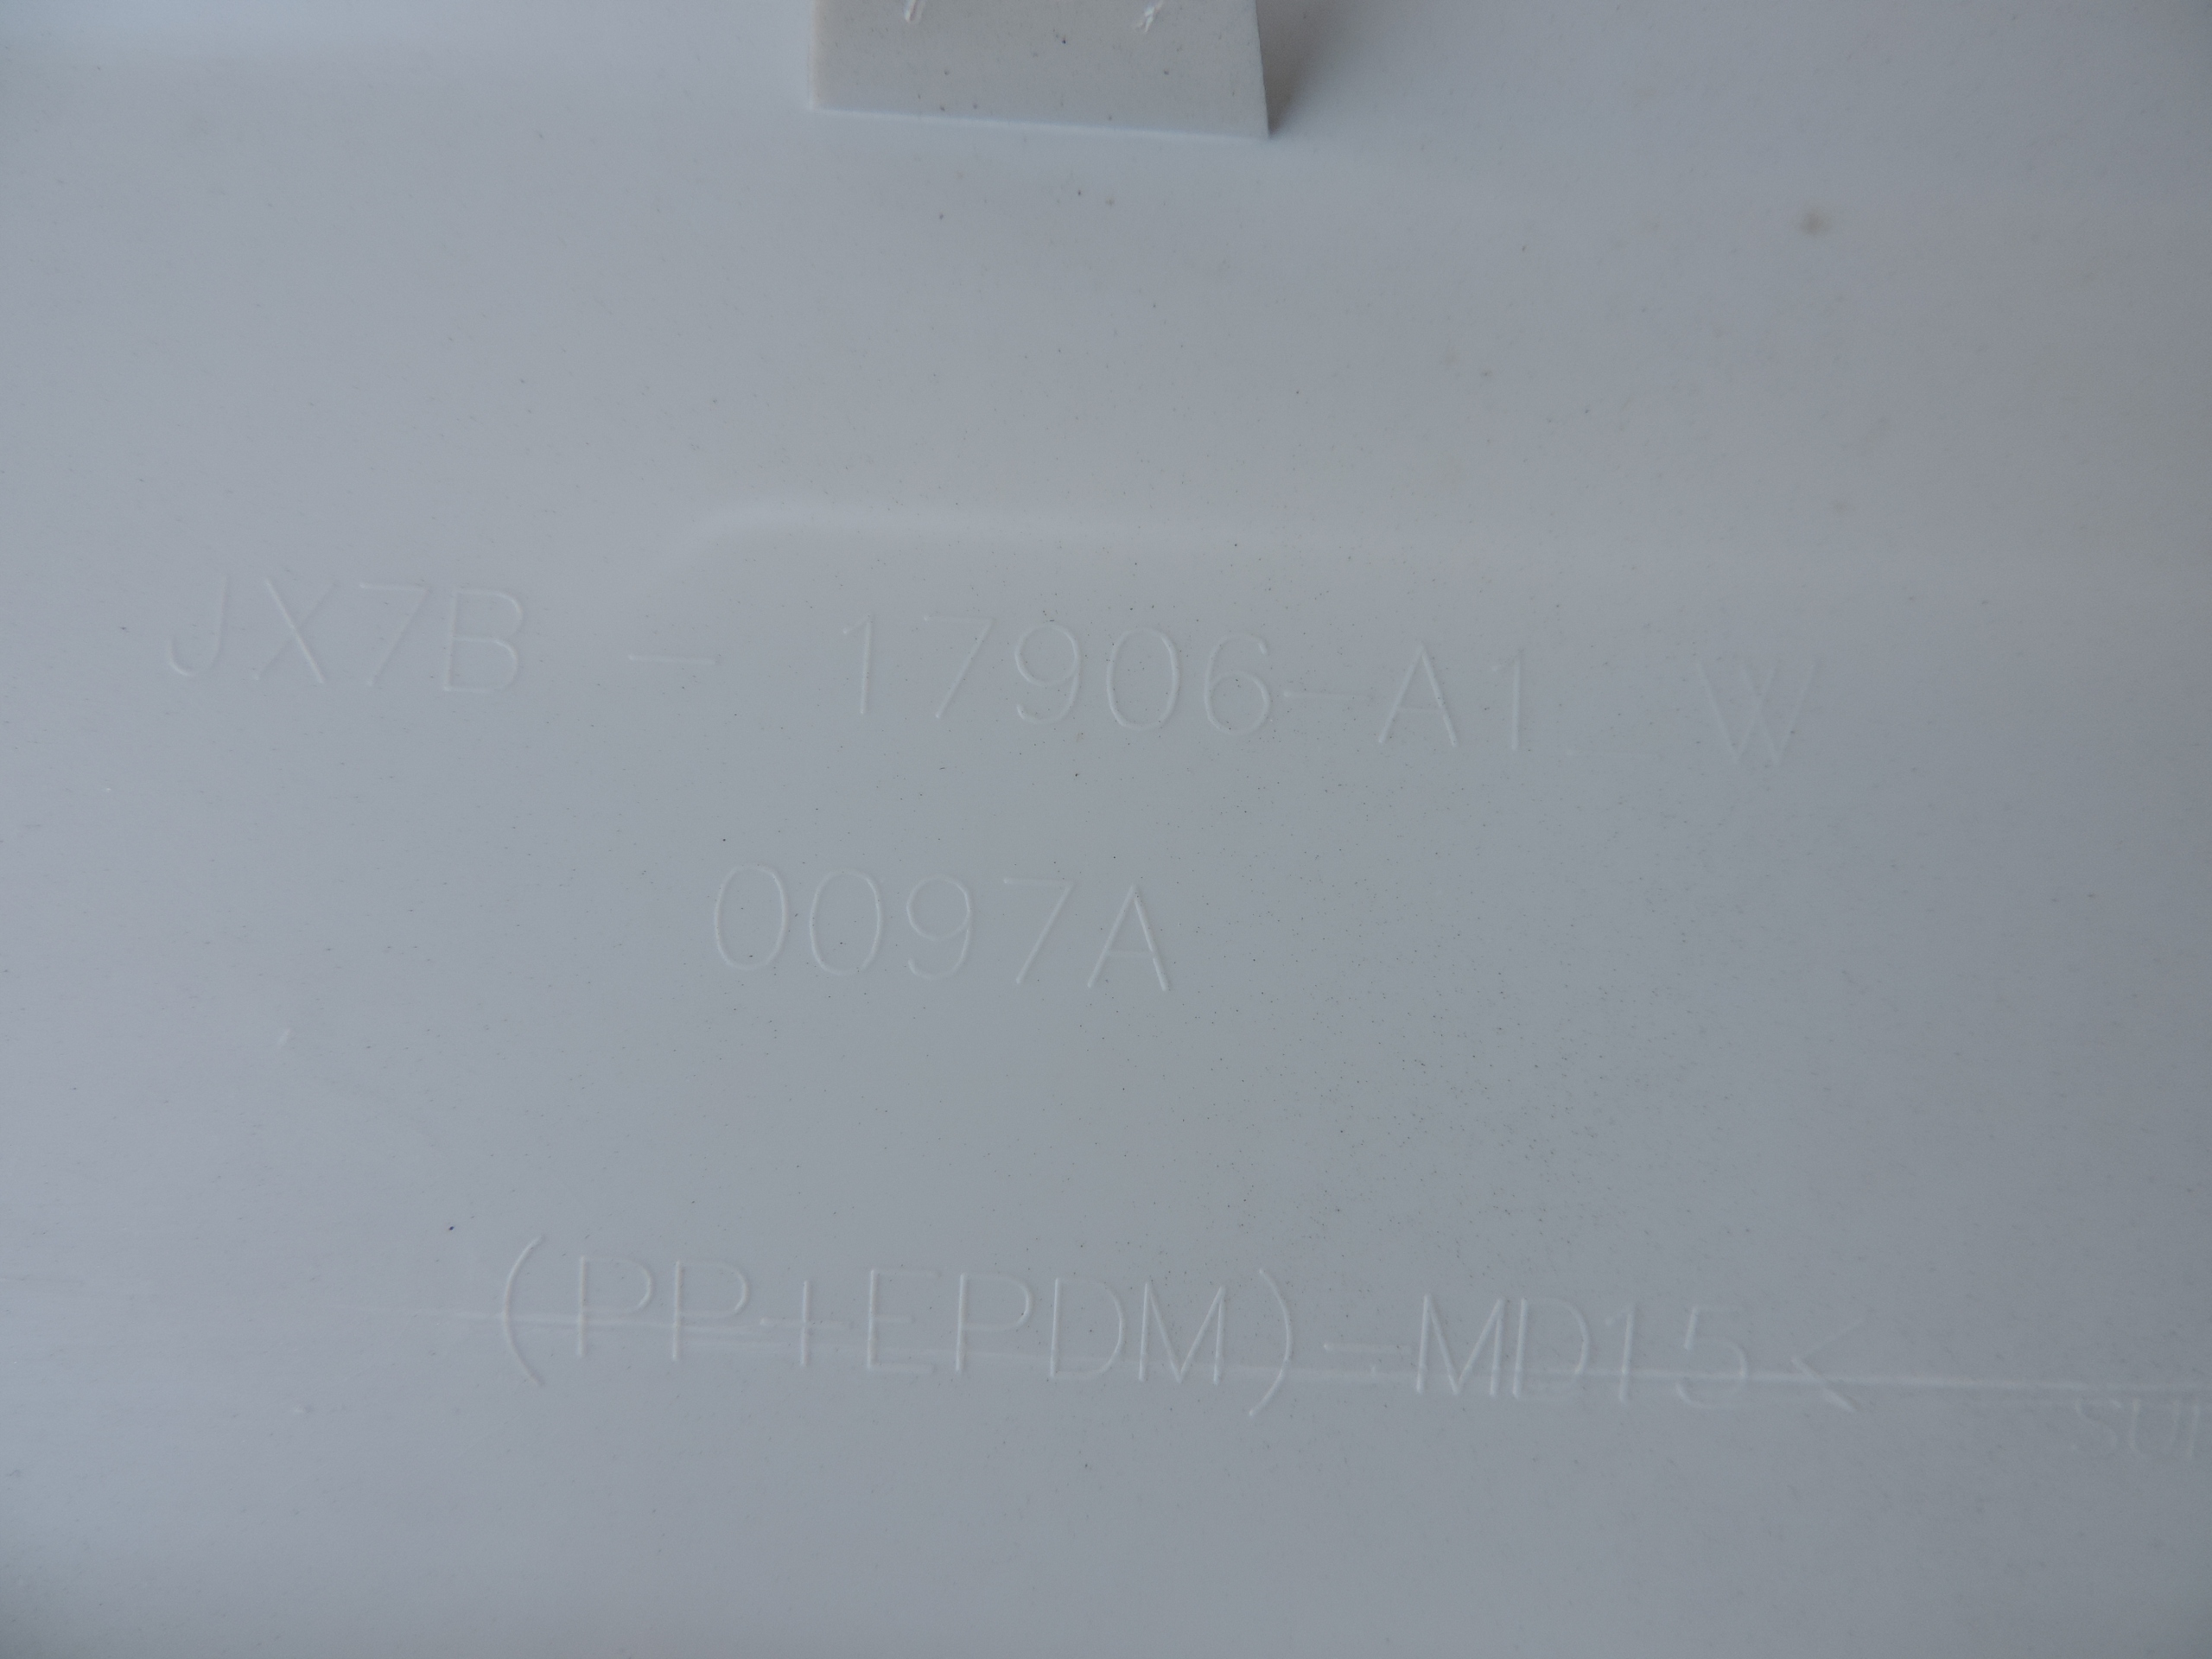 JX7B - 17906-A1 W
0097A
(PP+EPDM)-MD15<